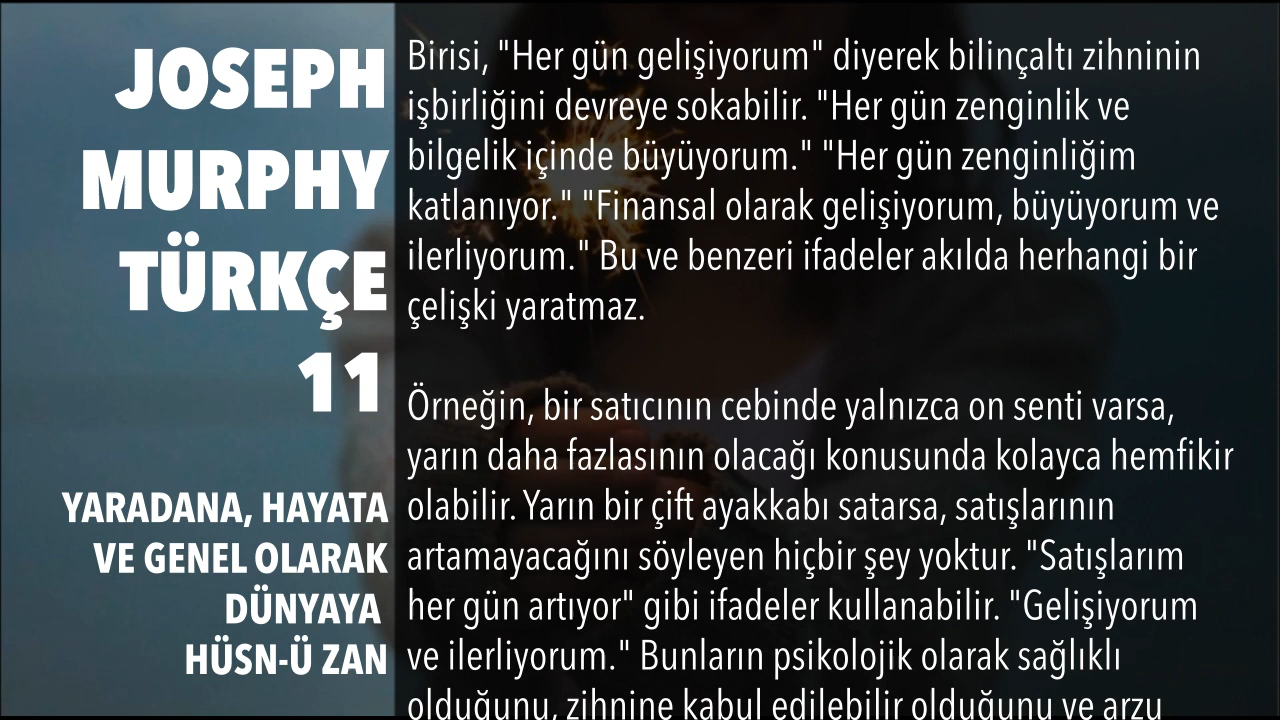 JOSEPH
MURPHY
TÜRKÇE
11
YARADANA, HAYATA
VE GENEL OLARAK
DÜNYAYA
HÜSN-Ü ZAN
Birisi, "Her gün gelişiyorum" diyerek bilinçaltı zihninin
işbirliğini devreye sokabilir. "Her gün zenginlik ve
bilgelik içinde büyüyorum." "Her gün zenginliğim
katlanıyor." "Finansal olarak gelişiyorum, büyüyorum ve
ilerliyorum." Bu ve benzeri ifadeler akılda herhangi bir
çelişki yaratmaz.
Örneğin, bir satıcının cebinde yalnızca on senti varsa,
yarın daha fazlasının olacağı konusunda kolayca hemfikir
olabilir. Yarın bir çift ayakkabı satarsa, satışlarının
artamayacağını söyleyen hiçbir şey yoktur. "Satışlarım
her gün artıyor" gibi ifadeler kullanabilir. "Gelişiyorum
ve ilerliyorum." Bunların psikolojik olarak sağlıklı
olduğunu, zihnine kabul edilebilir olduğunu ve arzu